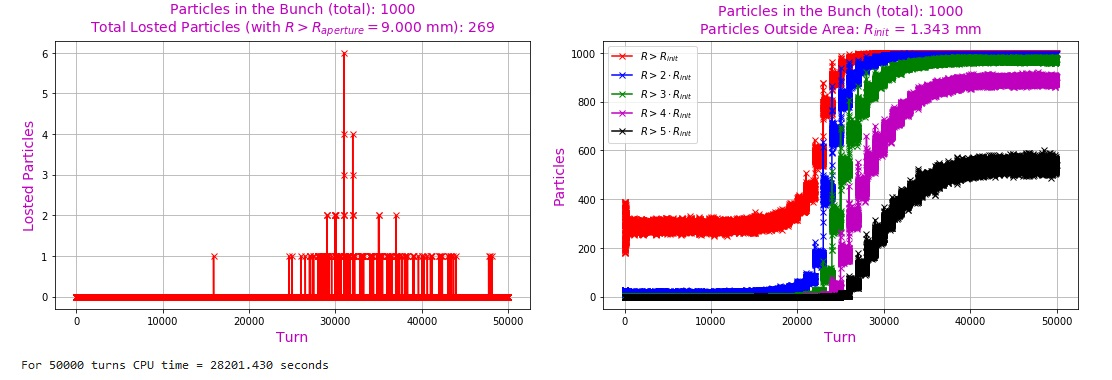 Particles in the Bunch (total): 1000
Total Losted Particles (with R > R_aperture = 9.000 mm): 269
6
5
4
3
2
1
0
Losted Particles
0 10000 20000 30000 40000 50000
Turn
Particles in the Bunch (total): 1000
Particles Outside Area: R_init = 1.343 mm
1000
800
600
400
200
0
Particles
R > R_init
R > 2 · R_init
R > 3 · R_init
R > 4 · R_init
R > 5 · R_init
0 10000 20000 30000 40000 50000
Turn
For 50000 turns CPU time = 28201.430 seconds